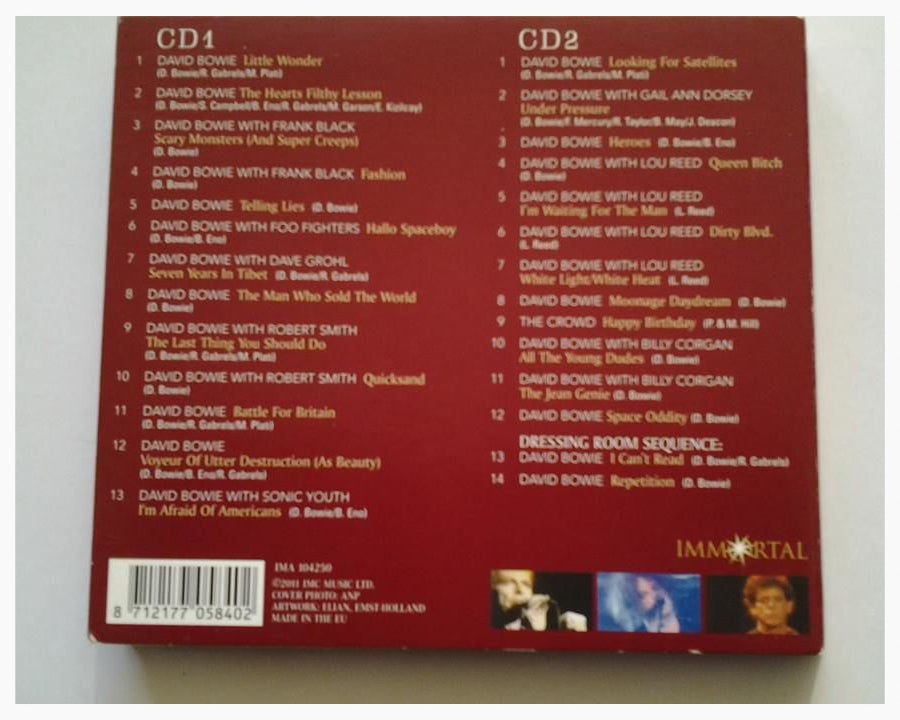 CD1
1 DAVID BOWIE Little Wonder
(D. Bowie/R. Gabrels/M. Plati)
2 DAVID BOWIE The Hearts Filthy Lesson
(D. Bowie/S. Campbell/B. Eno/R. Gabrels/M. Garson/E. Kizilcay)
3 DAVID BOWIE WITH FRANK BLACK
Scary Monsters (And Super Creeps)
(D. Bowie)
4 DAVID BOWIE WITH FRANK BLACK Fashion
(D. Bowie)
5 DAVID BOWIE Telling Lies (D. Bowie)
6 DAVID BOWIE WITH FOO FIGHTERS Hallo Spaceboy
(D. Bowie/B. Eno)
7 DAVID BOWIE WITH DAVE GROHL
Seven Years In Tibet (D. Bowie/R. Gabrels)
8 DAVID BOWIE The Man Who Sold The World
(D. Bowie)
9 DAVID BOWIE WITH ROBERT SMITH
The Last Thing You Should Do
(D. Bowie/R. Gabrels/M. Plati)
10 DAVID BOWIE WITH ROBERT SMITH Quicksand
(D. Bowie)
11 DAVID BOWIE Battle For Britain
(D. Bowie/R. Gabrels/M. Plati)
12 DAVID BOWIE
Voyeur Of Utter Destruction (As Beauty)
(D. Bowie/B. Eno/R. Gabrels)
13 DAVID BOWIE WITH SONIC YOUTH
I'm Afraid Of Americans (D. Bowie/B. Eno)
CD2
1 DAVID BOWIE Looking For Satellites
(D. Bowie/R. Gabrels/M. Plati)
2 DAVID BOWIE WITH GAIL ANN DORSEY
Under Pressure
(D. Bowie/F. Mercury/R. Taylor/B. May/J. Deacon)
3 DAVID BOWIE Heroes (D. Bowie/B. Eno)
4 DAVID BOWIE WITH LOU REED Queen Bitch
(D. Bowie)
5 DAVID BOWIE WITH LOU REED
I'm Waiting For The Man (L. Reed)
6 DAVID BOWIE WITH LOU REED Dirty Blvd.
(L. Reed)
7 DAVID BOWIE WITH LOU REED
White Light/White Heat (L. Reed)
8 DAVID BOWIE Moonage Daydream (D. Bowie)
9 THE CROWD Happy Birthday (P. & M. Hill)
10 DAVID BOWIE WITH BILLY CORGAN
All The Young Dudes (D. Bowie)
11 DAVID BOWIE WITH BILLY CORGAN
The Jean Genie (D. Bowie)
12 DAVID BOWIE Space Oddity (D. Bowie)
DRESSING ROOM SEQUENCE:
13 DAVID BOWIE I Can't Read (D. Bowie/R. Gabrels)
14 DAVID BOWIE Repetition (D. Bowie)
IMMORTAL
8 712177 058402
IMA 104250
©2011 IMC MUSIC LTD.
COVER PHOTO: ANP
ARTWORK: ELIAN, EMST-HOLLAND
MADE IN THE EU